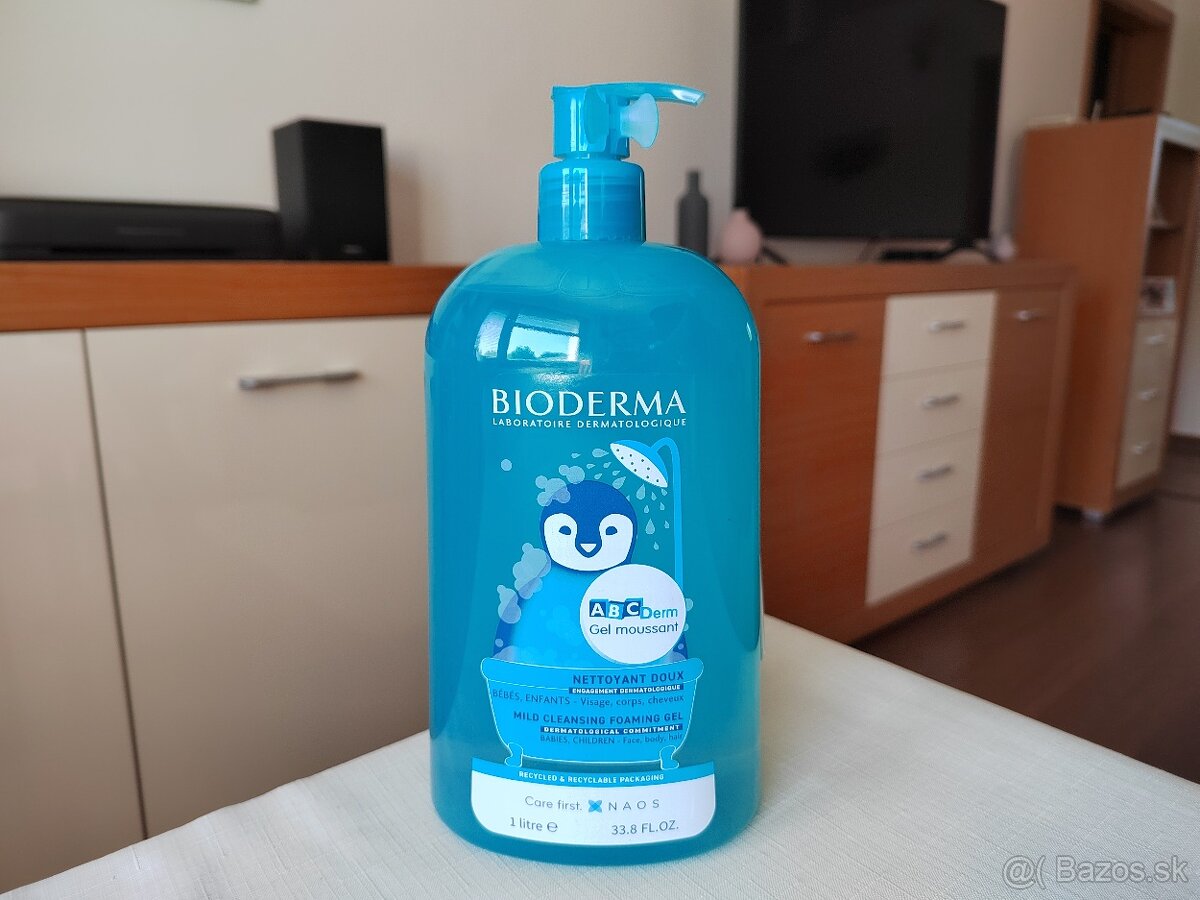 BIODERMA
LABORATOIRE DERMATOLOGIQUE
ABCDerm
Gel moussant
NETTOYANT DOUX
ENGAGEMENT DERMATOLOGIQUE
BÉBÉS, ENFANTS - Visage, corps, cheveux
MILD CLEANSING FOAMING GEL
DERMATOLOGICAL COMMITMENT
BABIES, CHILDREN - Face, body, hair
RECYCLED & RECYCLABLE PACKAGING
Care first. NAOS
1 litre ℮ 33.8 FL.OZ.
@( Bazos.sk